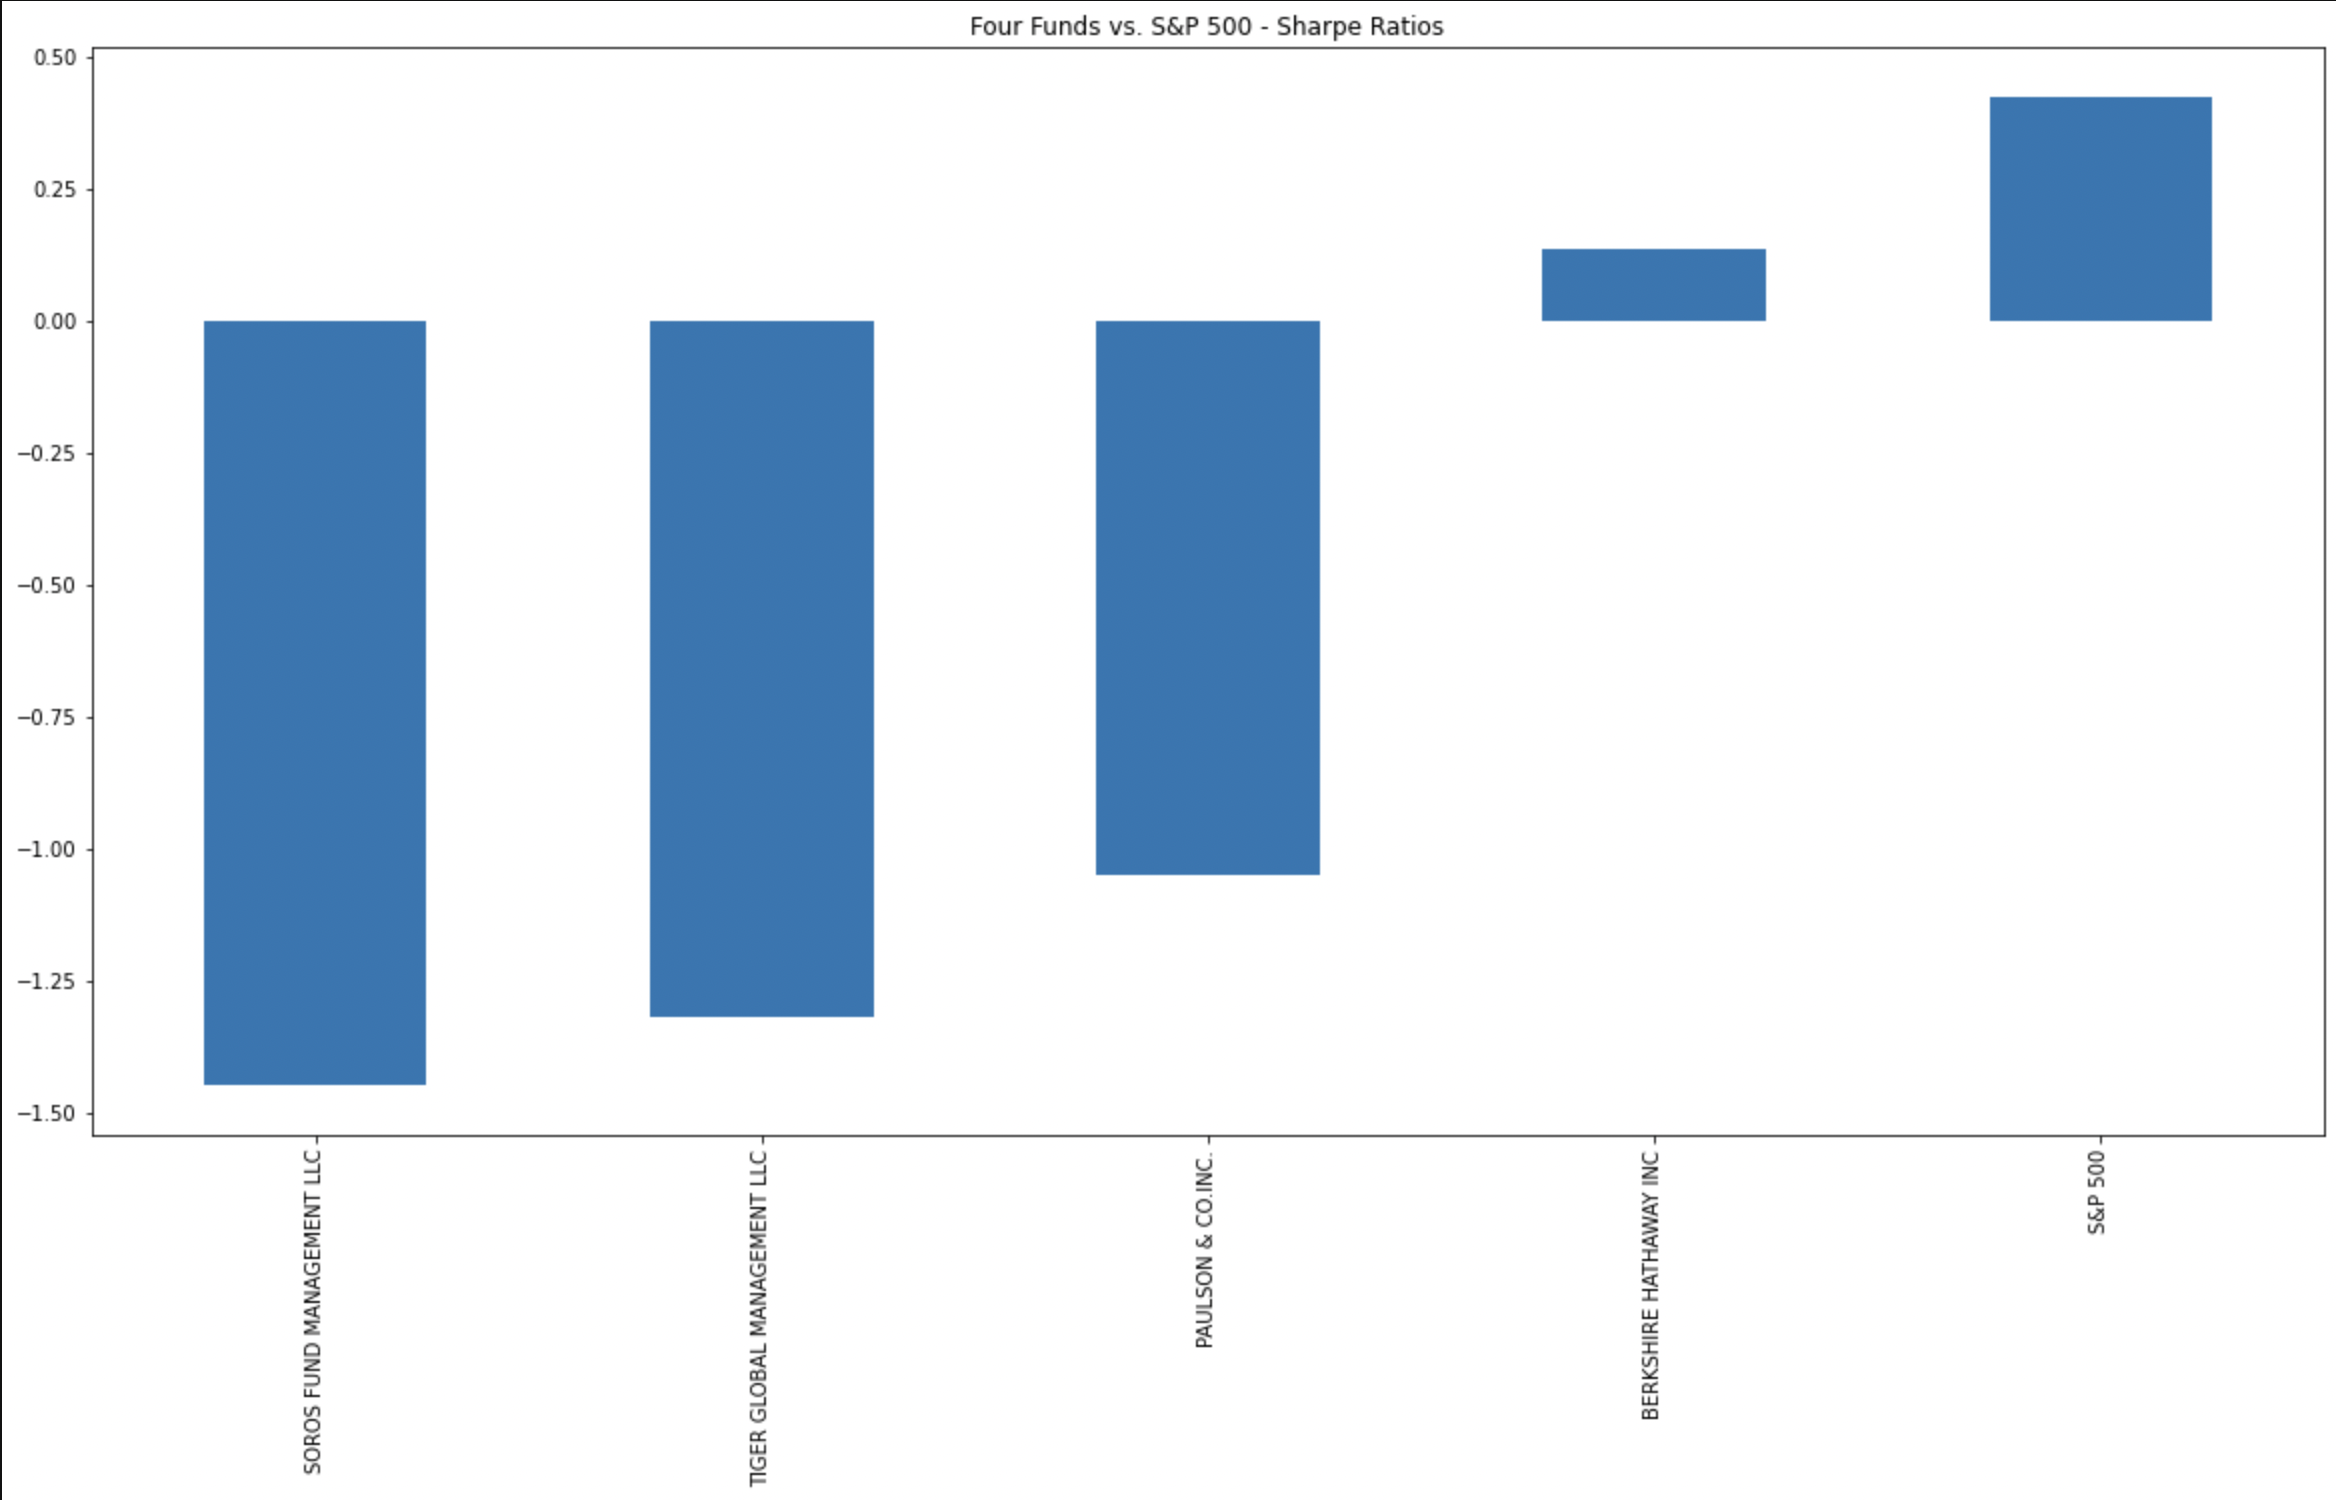 Four Funds vs. S&P 500 - Sharpe Ratios
0.50
0.25
0.00
−0.25
−0.50
−0.75
−1.00
−1.25
−1.50
SOROS FUND MANAGEMENT LLC
TIGER GLOBAL MANAGEMENT LLC
PAULSON & CO.INC.
BERKSHIRE HATHAWAY INC
S&P 500